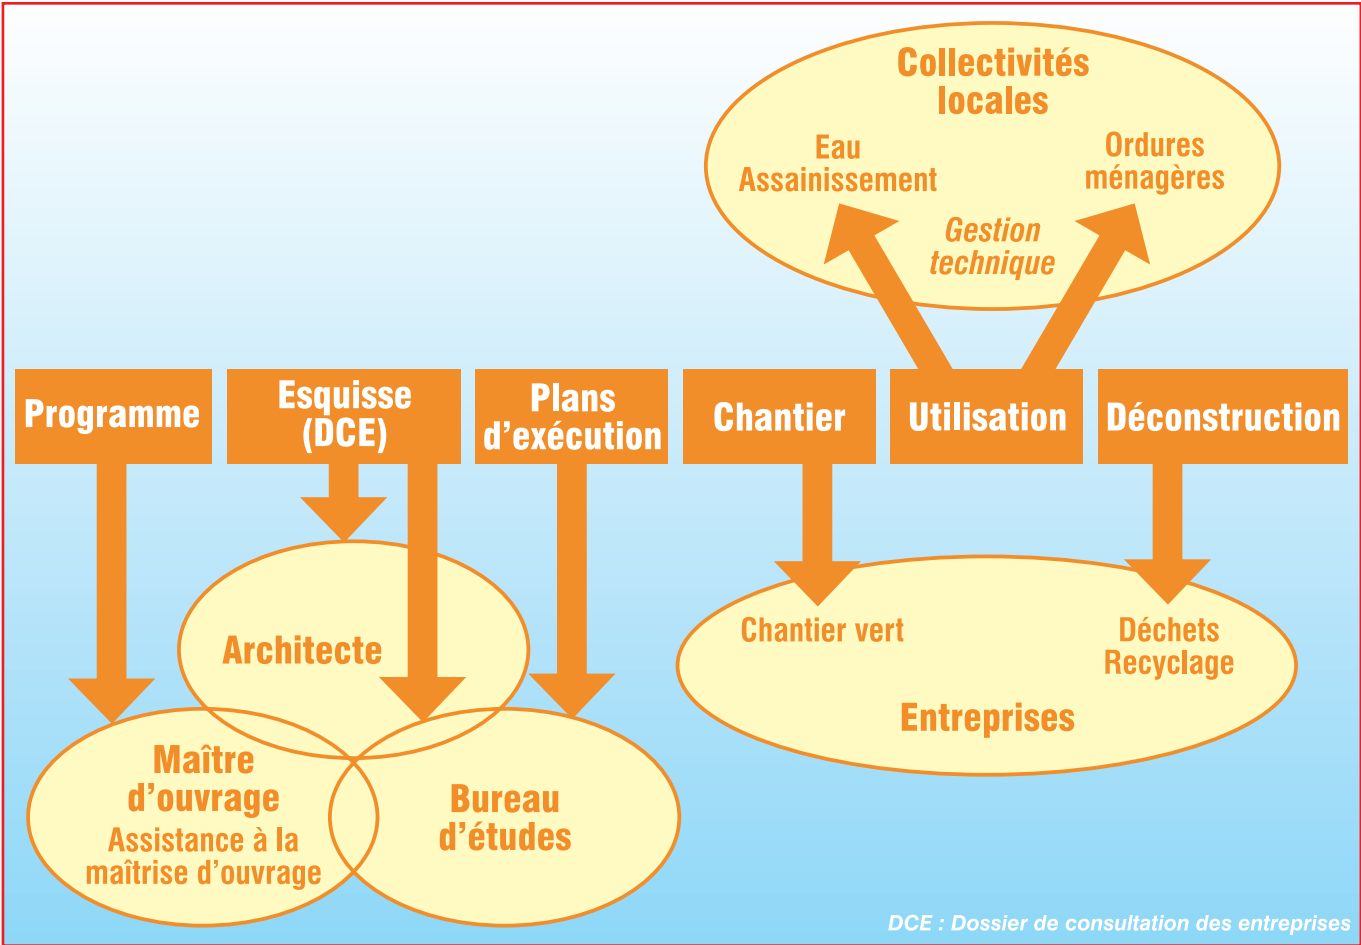 Collectivités
locales
Eau
Assainissement
Ordures
ménagères
Gestion
technique
Programme
Esquisse
(DCE)
Plans
d'exécution
Chantier
Utilisation
Déconstruction
Architecte
Maître
d'ouvrage
Assistance à la
maîtrise d'ouvrage
Bureau
d'études
Chantier vert
Déchets
Recyclage
Entreprises
DCE : Dossier de consultation des entreprises